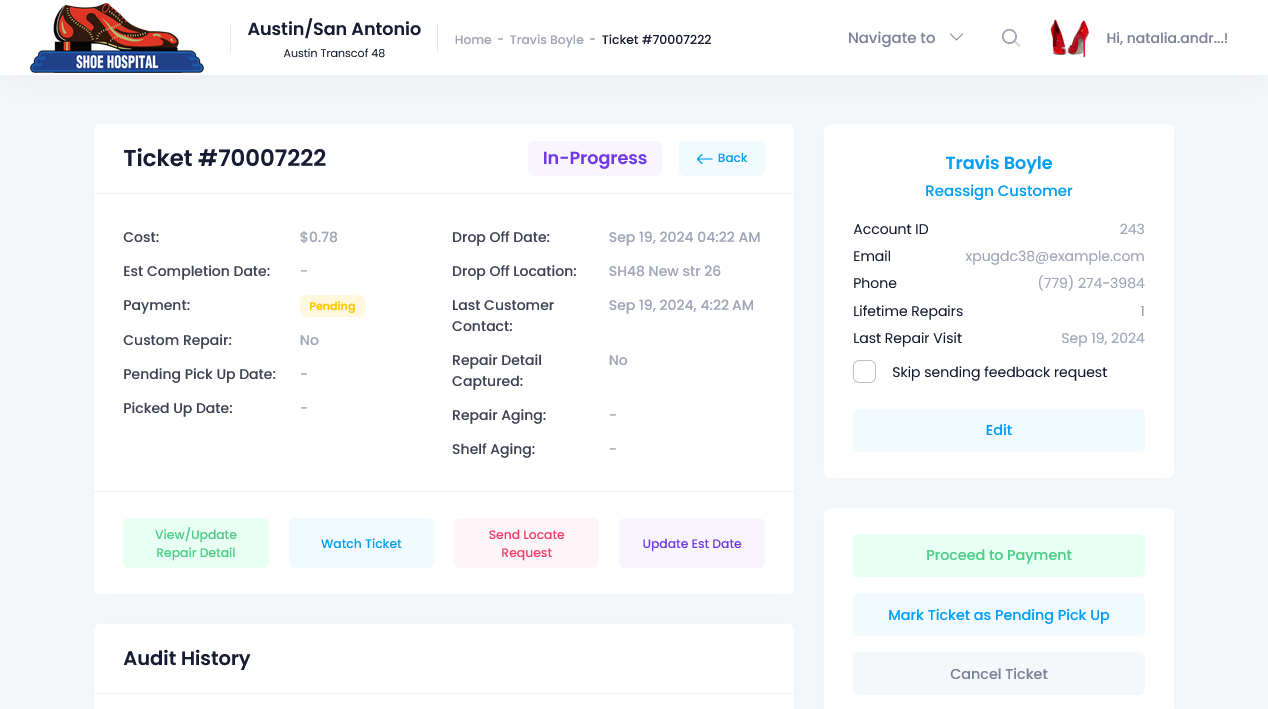 SHOE HOSPITAL
Austin/San Antonio
Austin Transcof 48
Home - Travis Boyle - Ticket #70007222
Navigate to
Hi, natalia.andr...!
Ticket #70007222
In-Progress
Back
Cost: $0.78
Est Completion Date: -
Payment: Pending
Custom Repair: No
Pending Pick Up Date: -
Picked Up Date: -
Drop Off Date: Sep 19, 2024 04:22 AM
Drop Off Location: SH48 New str 26
Last Customer Sep 19, 2024, 4:22 AM
Contact:
Repair Detail No
Captured:
Repair Aging: -
Shelf Aging: -
View/Update
Repair Detail
Watch Ticket
Send Locate
Request
Update Est Date
Audit History
Travis Boyle
Reassign Customer
Account ID 243
Email xpugdc38@example.com
Phone (779) 274-3984
Lifetime Repairs 1
Last Repair Visit Sep 19, 2024
Skip sending feedback request
Edit
Proceed to Payment
Mark Ticket as Pending Pick Up
Cancel Ticket